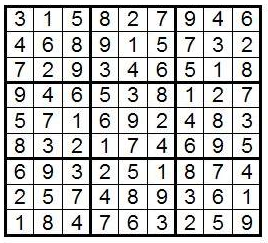 3 1 5 8 2 7 9 4 6
4 6 8 9 1 5 7 3 2
7 2 9 3 4 6 5 1 8
9 4 6 5 3 8 1 2 7
5 7 1 6 9 2 4 8 3
8 3 2 1 7 4 6 9 5
6 9 3 2 5 1 8 7 4
2 5 7 4 8 9 3 6 1
1 8 4 7 6 3 2 5 9